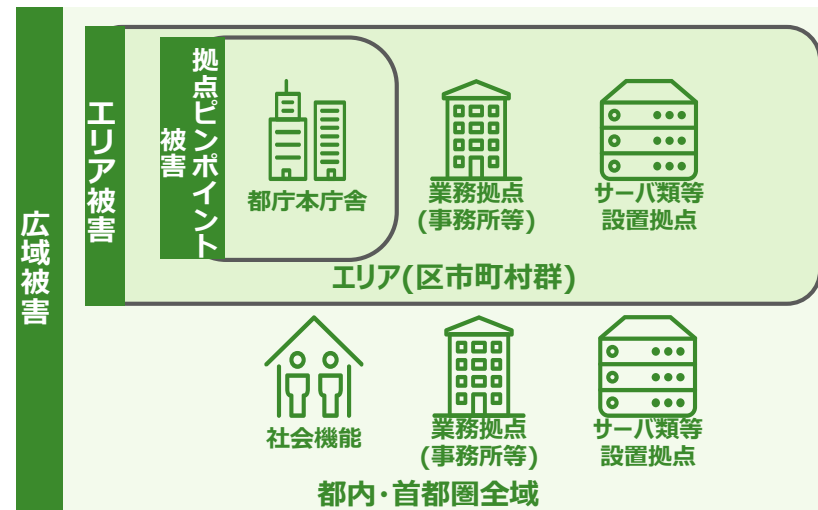 広域被害
エリア被害
拠点ピンポイント
被害
都庁本庁舎
業務拠点
(事務所等)
サーバ類等
設置拠点
エリア(区市町村群)
社会機能
業務拠点
(事務所等)
サーバ類等
設置拠点
都内・首都圏全域